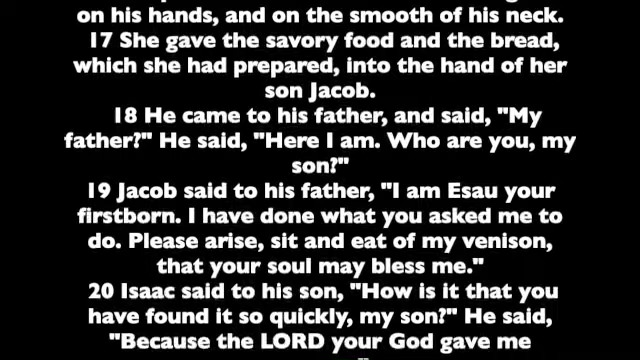 on his hands, and on the smooth of his neck.
17 She gave the savory food and the bread,
which she had prepared, into the hand of her
son Jacob.
18 He came to his father, and said, "My
father?" He said, "Here I am. Who are you, my
son?"
19 Jacob said to his father, "I am Esau your
firstborn. I have done what you asked me to
do. Please arise, sit and eat of my venison,
that your soul may bless me."
20 Isaac said to his son, "How is it that you
have found it so quickly, my son?" He said,
"Because the LORD your God gave me